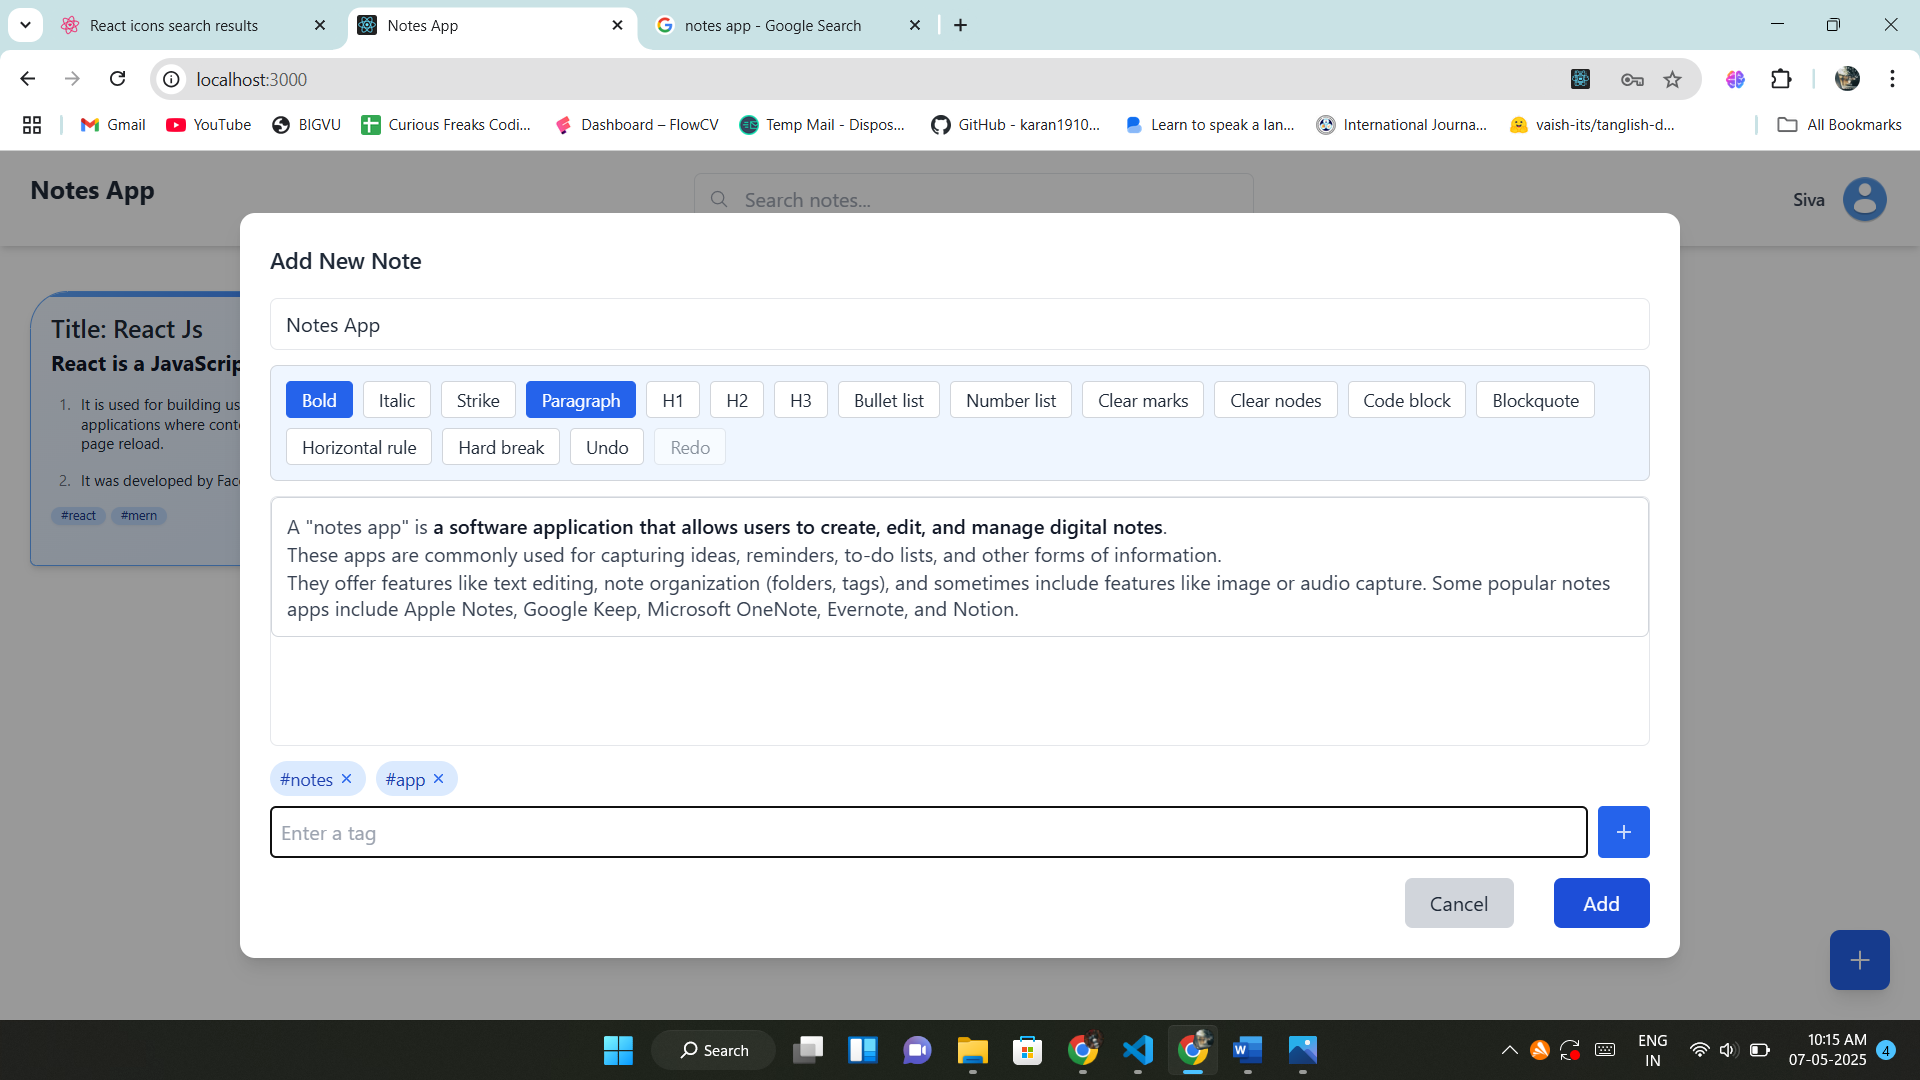 React icons search results
Notes App
notes app - Google Search
localhost:3000
Gmail
YouTube
BIGVU
Curious Freaks Codi...
Dashboard – FlowCV
Temp Mail - Dispos...
GitHub - karan1910...
Learn to speak a lan...
International Journa...
vaish-its/tanglish-d...
All Bookmarks
Notes App
Search notes...
Siva
Add New Note
Notes App
Bold Italic Strike Paragraph H1 H2 H3 Bullet list Number list Clear marks Clear nodes Code block Blockquote
Horizontal rule Hard break Undo Redo
A "notes app" is a software application that allows users to create, edit, and manage digital notes.
These apps are commonly used for capturing ideas, reminders, to-do lists, and other forms of information.
They offer features like text editing, note organization (folders, tags), and sometimes include features like image or audio capture. Some popular notes
apps include Apple Notes, Google Keep, Microsoft OneNote, Evernote, and Notion.
#notes #app
Enter a tag
Cancel Add
Title: React Js
React is a JavaScrip
1. It is used for building us
applications where cont
page reload.
2. It was developed by Fac
#react #mern
Search
ENG
IN
10:15 AM
07-05-2025
4